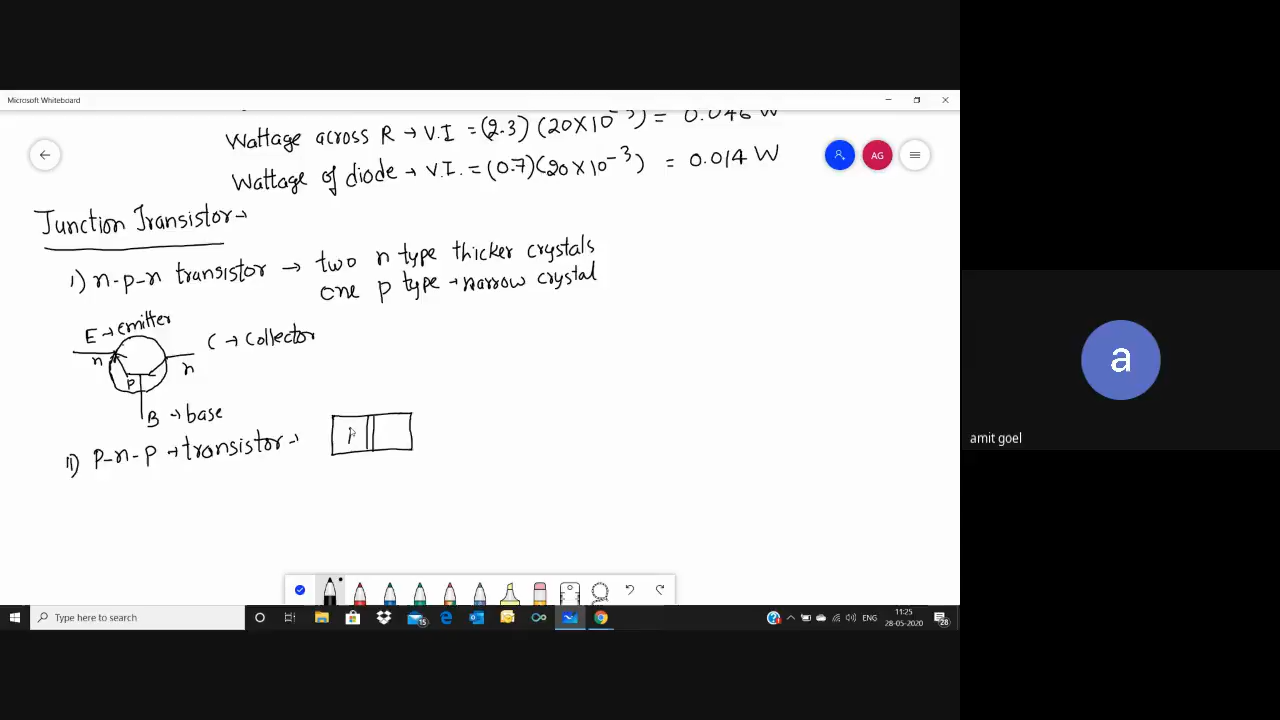 Microsoft Whiteboard
Wattage across R → V.I = (2.3) (20×10⁻³) = 0.046 W
Wattage of diode → V.I. = (0.7)(20×10⁻³) = 0.014 W
AG
Junction Transistor→
i) n-p-n transistor → two n type thicker crystals
one p type → narrow crystal
E → emitter
C → collector
n
n
P
B → base
a
amit goel
ii) P-n-P → transistor →
P
Type here to search
15
ENG
11:25
28-05-2020
28